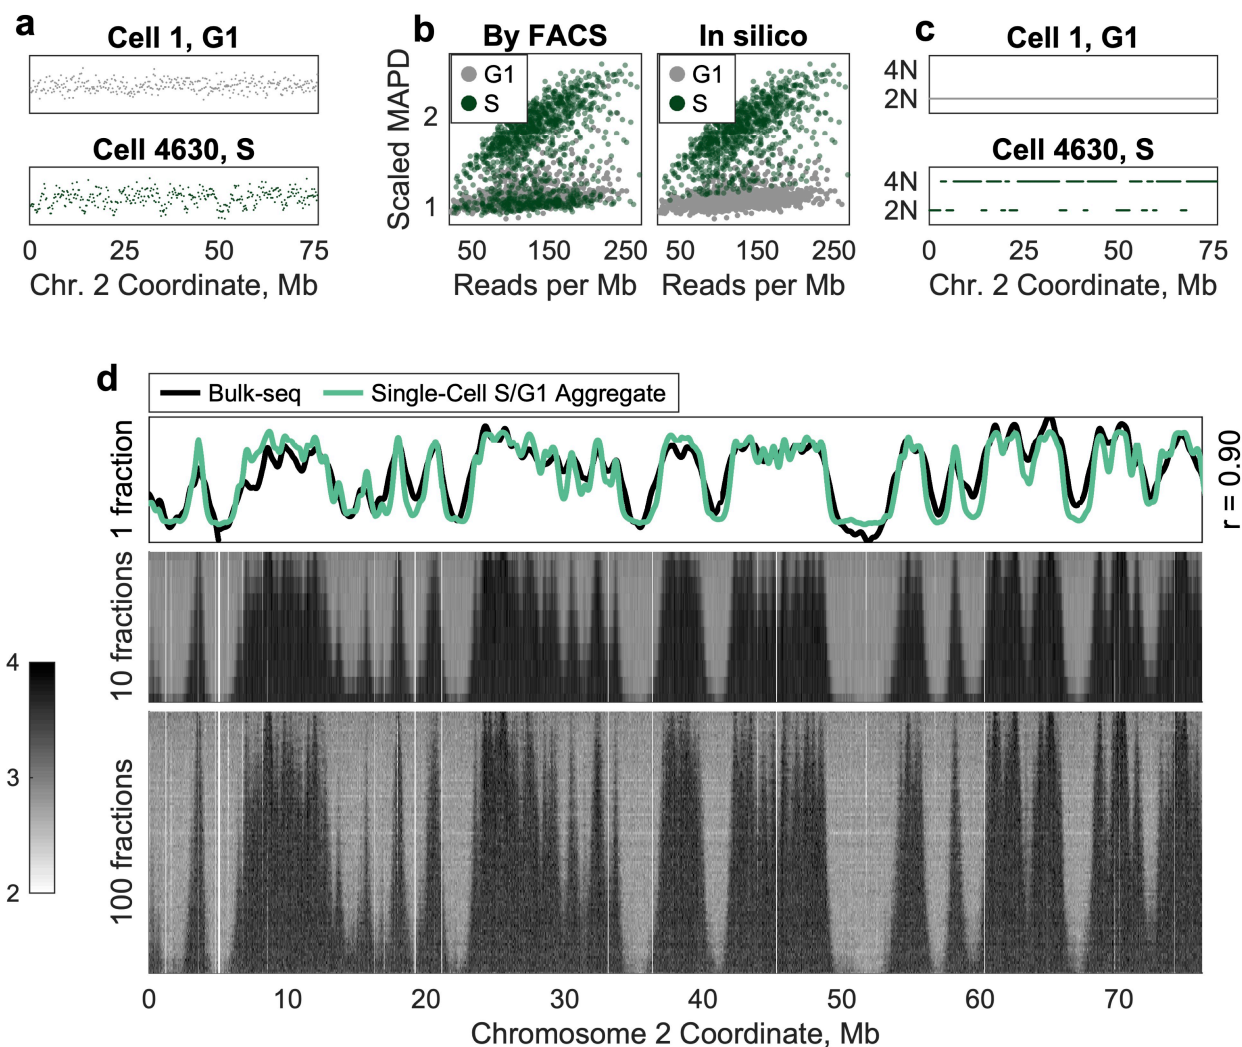 a
Cell 1, G1
Cell 4630, S
0 25 50 75
Chr. 2 Coordinate, Mb
b
By FACS
In silico
Scaled MAPD
2
1
G1
S
G1
S
50 150 250
50 150 250
Reads per Mb
Reads per Mb
c
Cell 1, G1
4N
2N
Cell 4630, S
4N
2N
0 25 50 75
Chr. 2 Coordinate, Mb
d
Bulk-seq
Single-Cell S/G1 Aggregate
1 fraction
r = 0.90
10 fractions
4
3
2
100 fractions
0 10 20 30 40 50 60 70
Chromosome 2 Coordinate, Mb